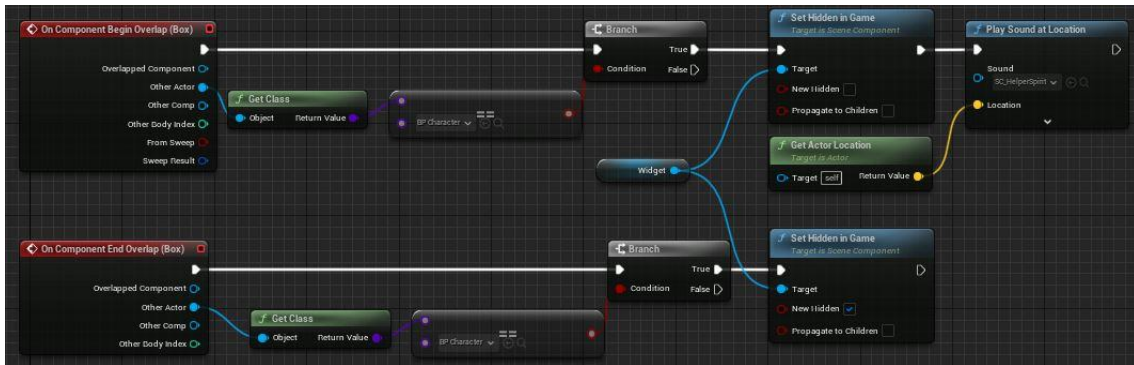 On Component Begin Overlap (Box)
Overlapped Component
Other Actor
Other Comp
Other Body Index
From Sweep
Sweep Result
f Get Class
Object Return Value
BP Character
==
Branch
True
Condition False
f Set Hidden in Game
Target is Scene Component
Target
New Hidden
Propagate to Children
f Play Sound at Location
Sound
SC_HelperSpirit
Location
f Get Actor Location
Target is Actor
Target self Return Value
Widget
On Component End Overlap (Box)
Overlapped Component
Other Actor
Other Comp
Other Body Index
f Get Class
Object Return Value
BP Character
==
Branch
True
Condition False
f Set Hidden in Game
Target is Scene Component
Target
New Hidden
Propagate to Children